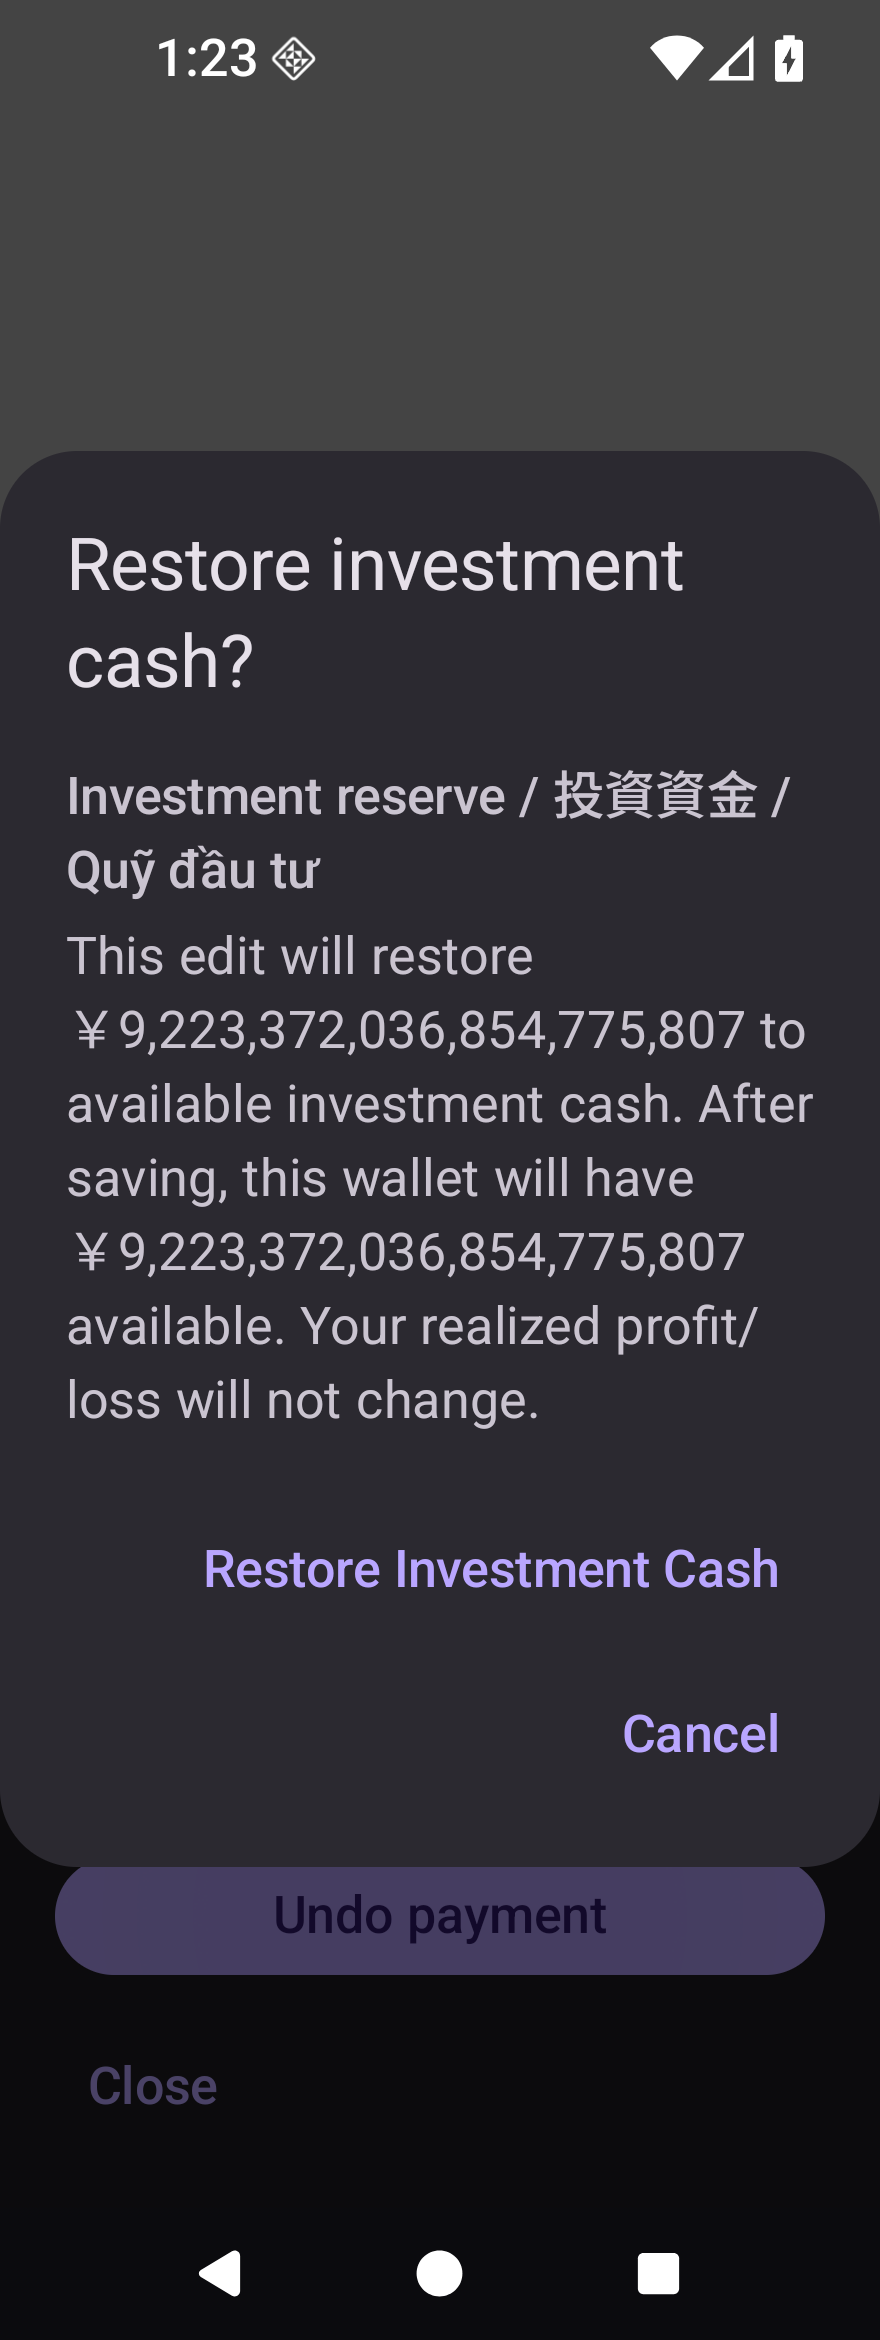 1:23
Restore investment
cash?
Investment reserve / 投資資金 /
Quỹ đầu tư
This edit will restore
￥9,223,372,036,854,775,807 to
available investment cash. After
saving, this wallet will have
￥9,223,372,036,854,775,807
available. Your realized profit/
loss will not change.
Restore Investment Cash
Cancel
Undo payment
Close